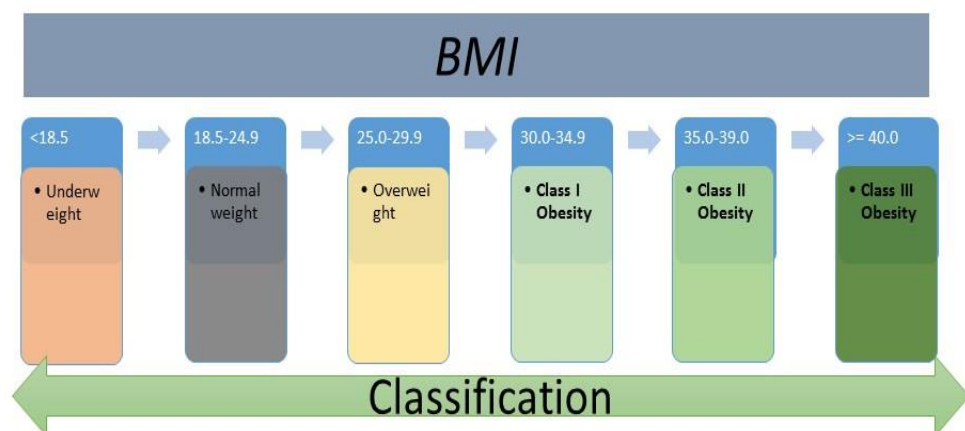 BMI
<18.5
18.5-24.9
25.0-29.9
30.0-34.9
35.0-39.0
>= 40.0
• Underw
eight
• Normal
weight
• Overwei
ght
• Class I
Obesity
• Class II
Obesity
• Class III
Obesity
Classification